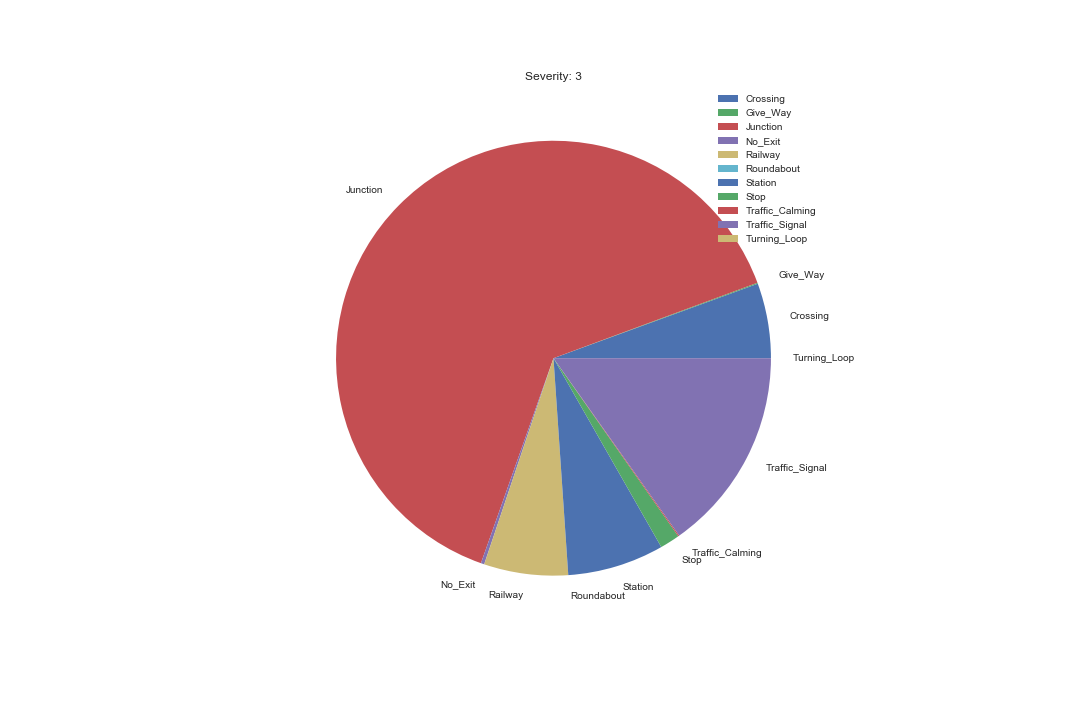 Severity: 3
Crossing
Give_Way
Junction
No_Exit
Railway
Roundabout
Station
Stop
Traffic_Calming
Traffic_Signal
Turning_Loop
Junction
Give_Way
Crossing
Turning_Loop
Traffic_Signal
Traffic_Calming
Stop
Station
Roundabout
Railway
No_Exit